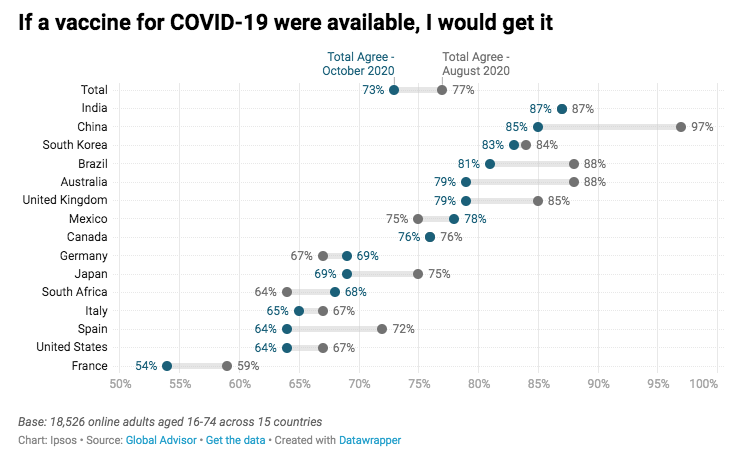 If a vaccine for COVID-19 were available, I would get it
Total Agree - Total Agree -
October 2020 August 2020
Total 73% 77%
India 87% 87%
China 85% 97%
South Korea 83% 84%
Brazil 81% 88%
Australia 79% 88%
United Kingdom 79% 85%
Mexico 75% 78%
Canada 76% 76%
Germany 67% 69%
Japan 69% 75%
South Africa 64% 68%
Italy 65% 67%
Spain 64% 72%
United States 64% 67%
France 54% 59%
50% 55% 60% 65% 70% 75% 80% 85% 90% 95% 100%
Base: 18,526 online adults aged 16-74 across 15 countries
Chart: Ipsos • Source: Global Advisor • Get the data • Created with Datawrapper